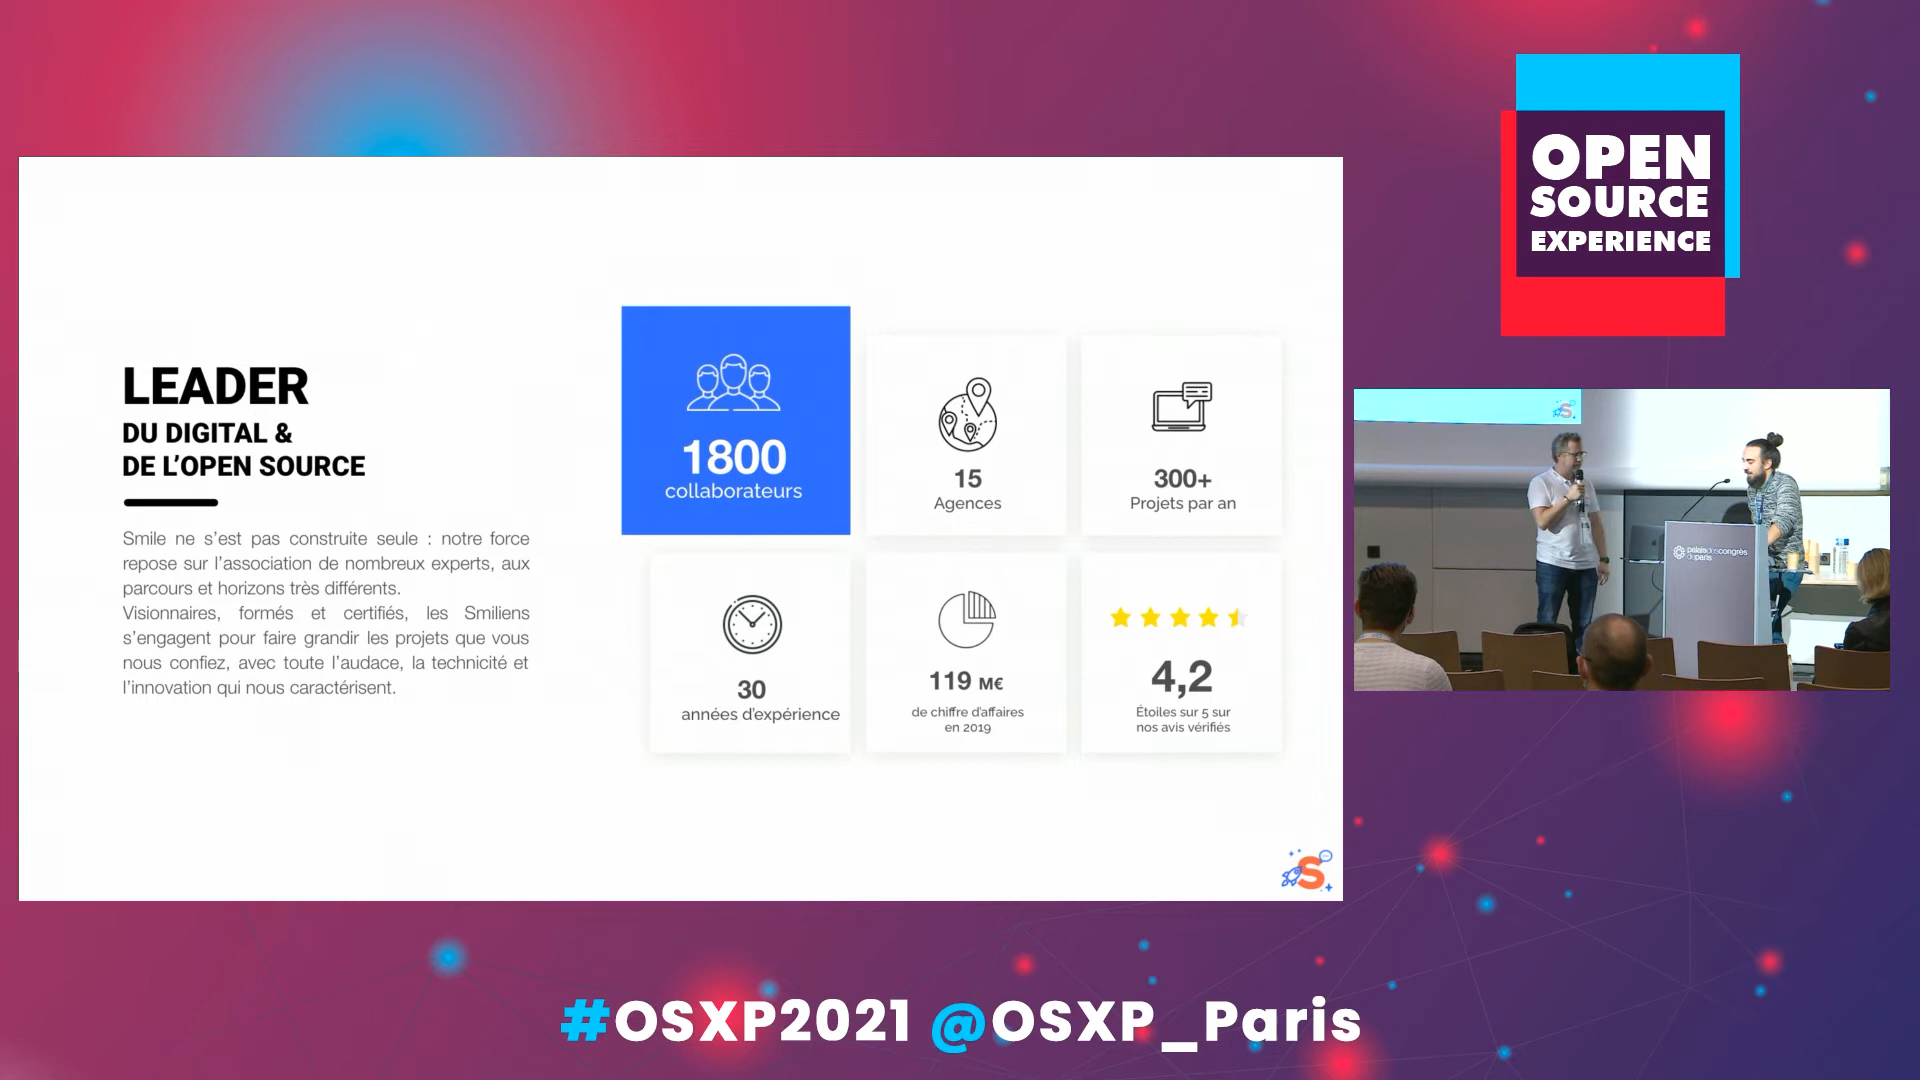 OPEN
SOURCE
EXPERIENCE
LEADER
DU DIGITAL &
DE L'OPEN SOURCE
Smile ne s'est pas construite seule : notre force
repose sur l'association de nombreux experts, aux
parcours et horizons très différents.
Visionnaires, formés et certifiés, les Smiliens
s'engagent pour faire grandir les projets que vous
nous confiez, avec toute l'audace, la technicité et
l'innovation qui nous caractérisent.
1800
collaborateurs
15
Agences
300+
Projets par an
30
années d'expérience
119 M€
de chiffre d'affaires
en 2019
4,2
Étoiles sur 5 sur
nos avis vérifiés
S
S
palaisdescongrès
deparis
#OSXP2021 @OSXP_Paris